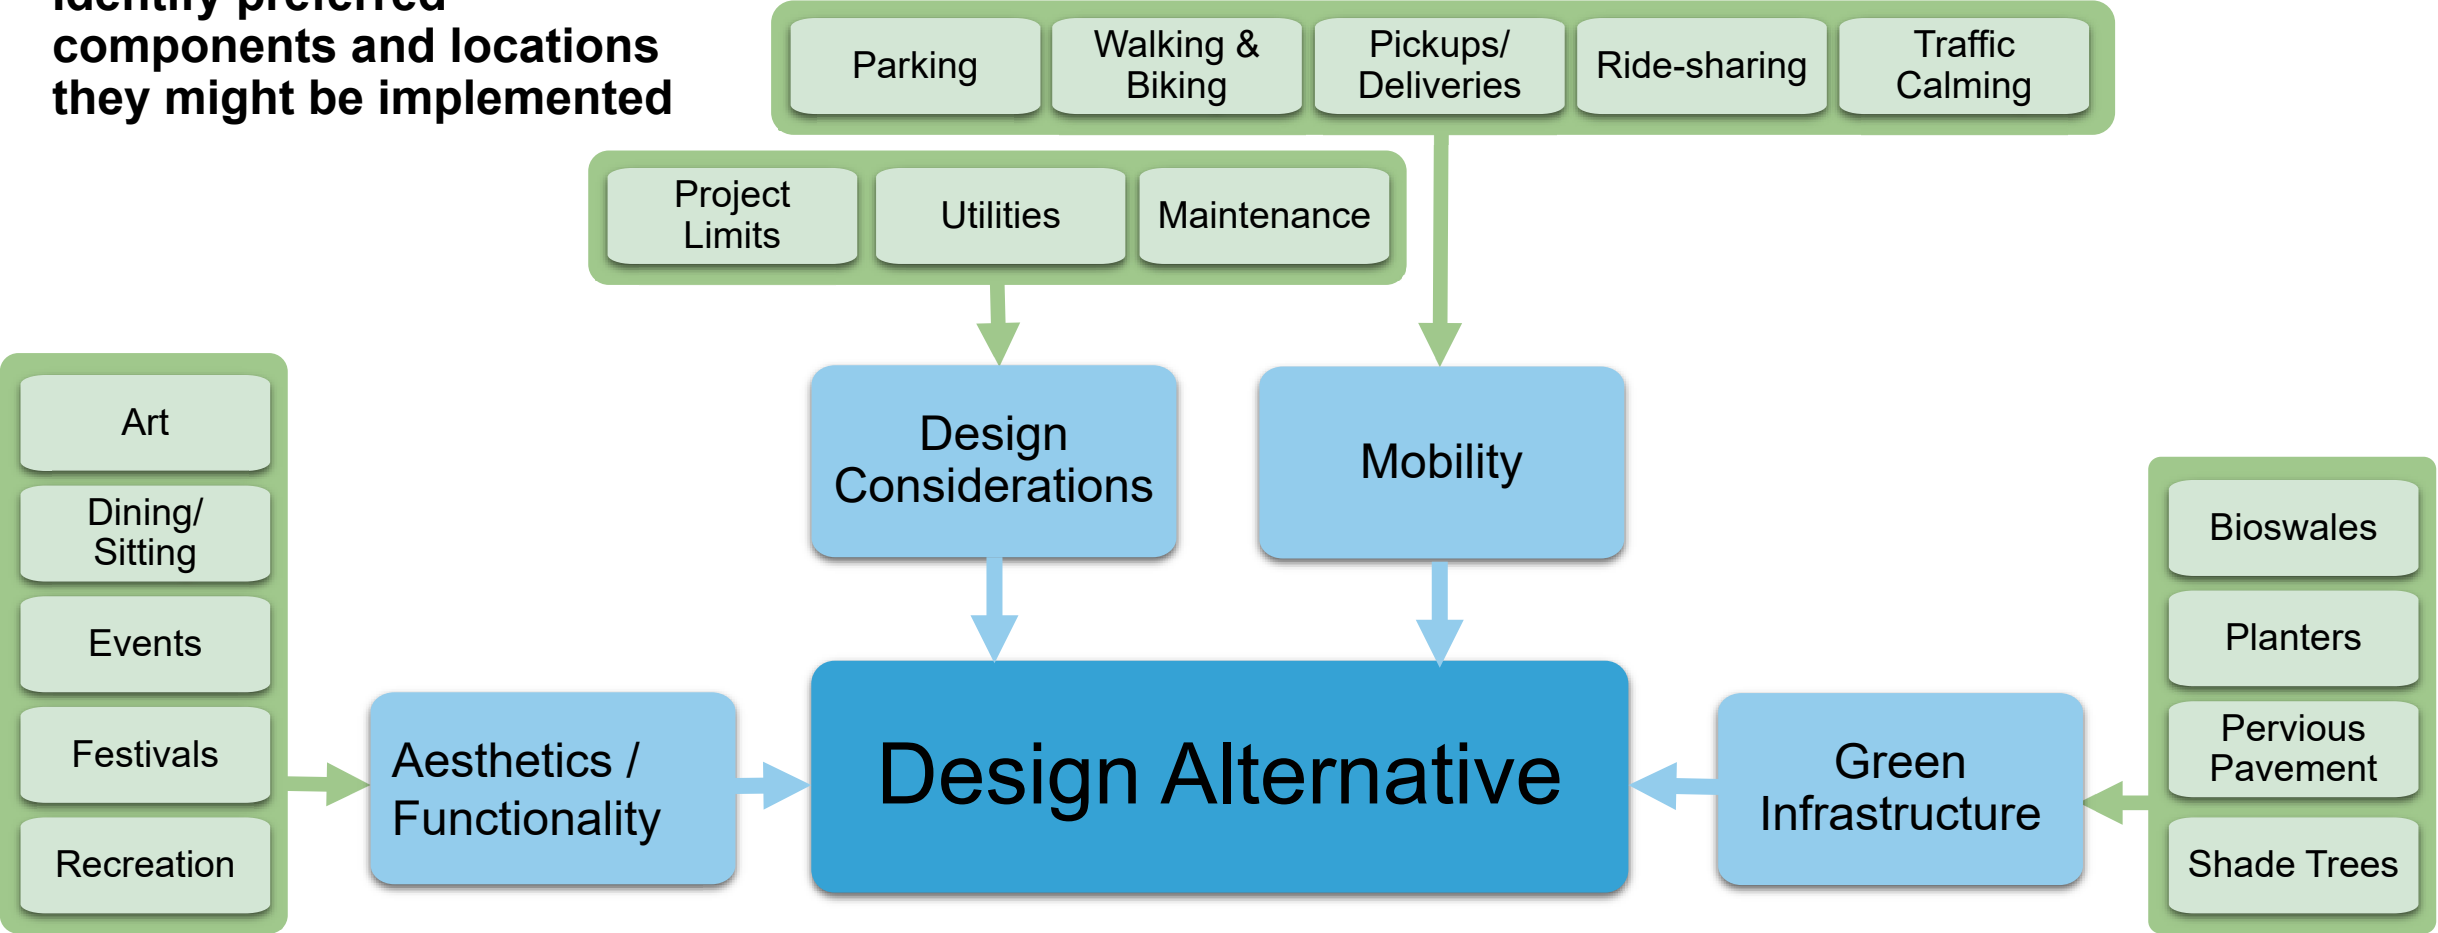 Identify preferred
components and locations
they might be implemented
Parking
Walking &
Biking
Pickups/
Deliveries
Ride-sharing
Traffic
Calming
Project
Limits
Utilities
Maintenance
Art
Dining/
Sitting
Events
Festivals
Recreation
Design
Considerations
Mobility
Aesthetics /
Functionality
Design Alternative
Green
Infrastructure
Bioswales
Planters
Pervious
Pavement
Shade Trees